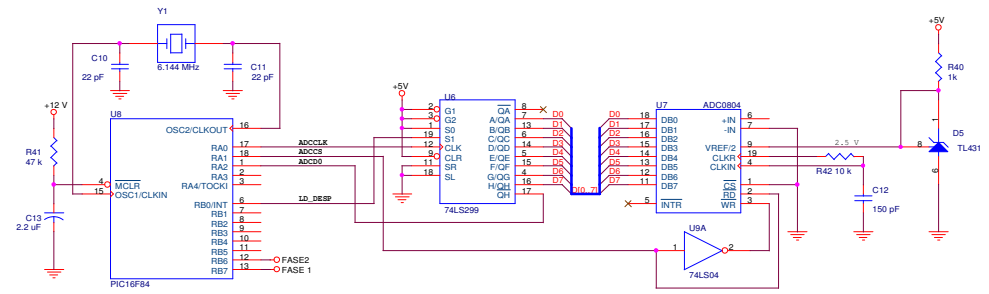 Y1
6.144 MHz
C10
22 pF
C11
22 pF
+12 V
R41
47 k
C13
2.2 uF
U8
OSC2/CLKOUT 16
RA0 17 ADCCLK
RA1 18 ADCCS
RA2 1 ADCD0
RA3 2
RA4/TOCKI 3
4 MCLR
15 OSC1/CLKIN
RB0/INT 6 LD_DESP
RB1 7
RB2 8
RB3 9
RB4 10
RB5 11
RB6 12 FASE2
RB7 13 FASE 1
PIC16F84
+5V
U6
2 G1
3 G2
1 S0
19 S1
12 CLK
9 CLR
11 SR
18 SL
QA 8
A/QA 7 D0
B/QB 13 D1
C/QC 6 D2
D/QD 14 D3
E/QE 5 D4
F/QF 15 D5
G/QG 4 D6
H/QH 16 D7
QH 17
74LS299
D[0..7]
U7 ADC0804
D0 18 DB0
D1 17 DB1
D2 16 DB2
D3 15 DB3
D4 14 DB4
D5 13 DB5
D6 12 DB6
D7 11 DB7
5 INTR
+IN 6
-IN 7
VREF/2 9
CLKR 19
CLKIN 4
CS 1
RD 2
WR 3
2.5 V
R42 10 k
C12
150 pF
U9A
1 2
74LS04
+5V
R40
1k
D5
TL431
1
8
6